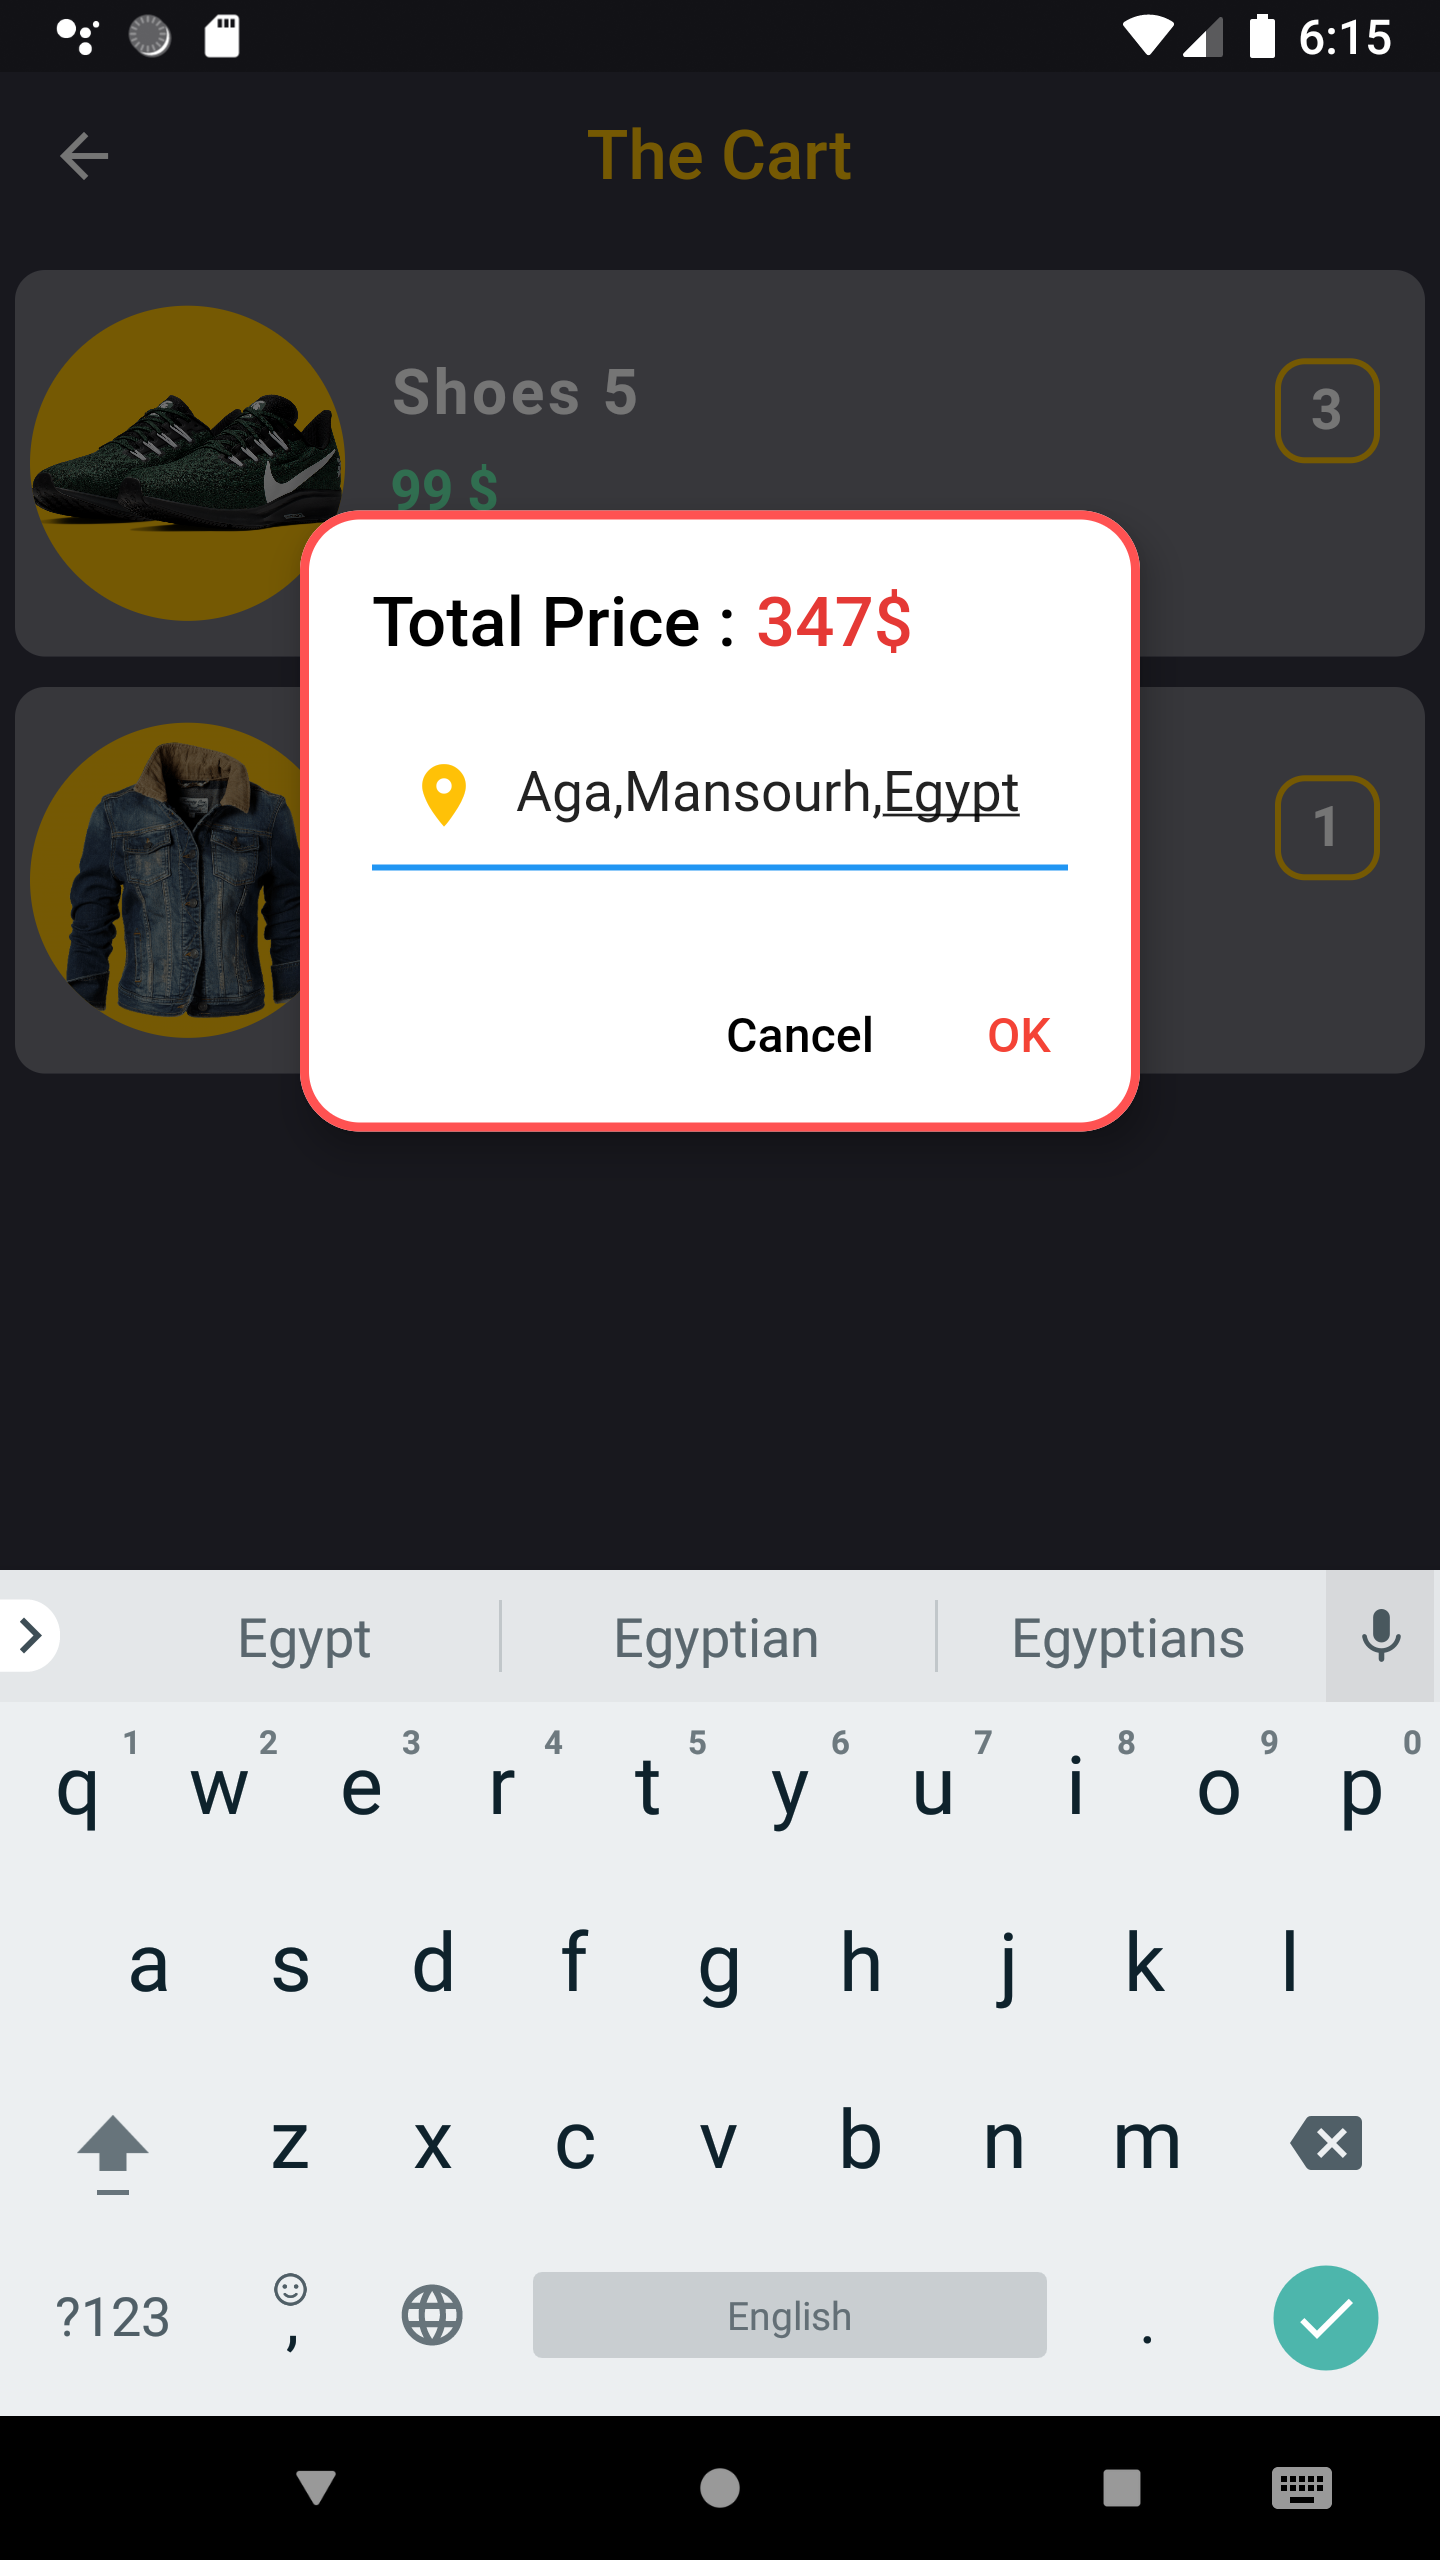 6:15
The Cart
Shoes 5
3
99 $
Total Price : 347$
Aga,Mansourh,Egypt
1
Cancel OK
Egypt Egyptian Egyptians
1 2 3 4 5 6 7 8 9 0
q w e r t y u i o p
a s d f g h j k l
z x c v b n m
?123 , English .